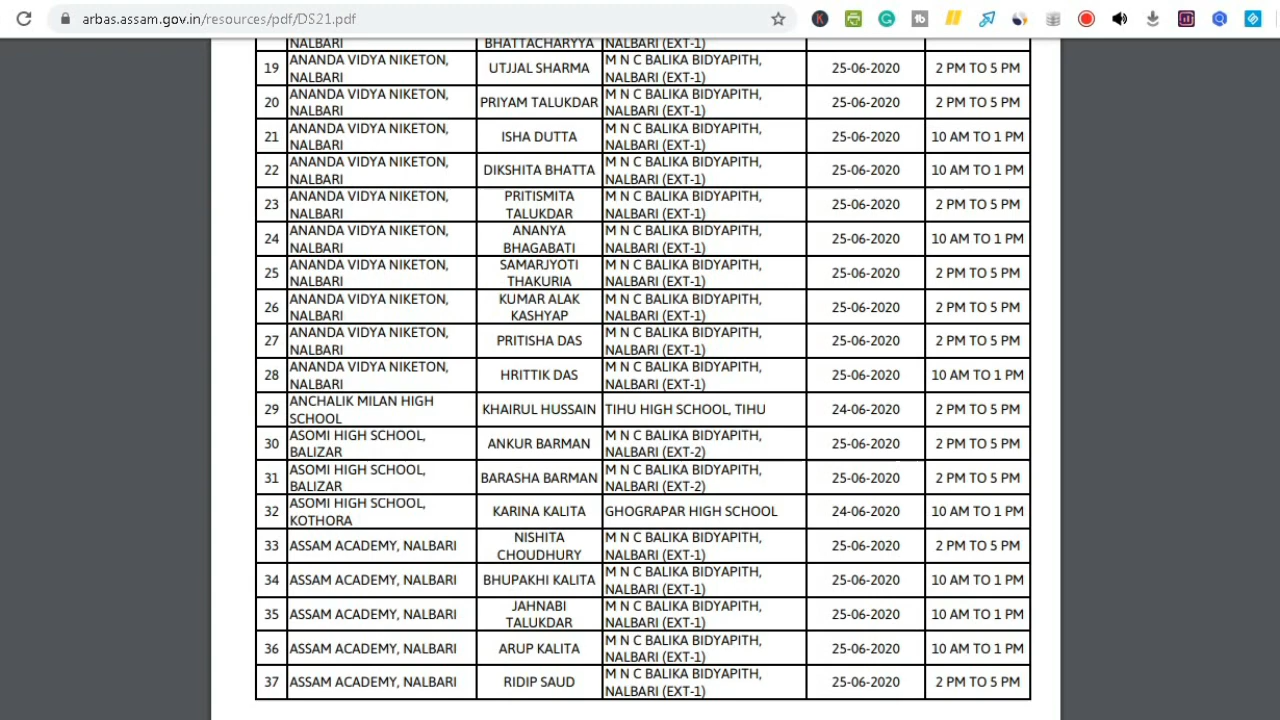 arbas.assam.gov.in/resources/pdf/DS21.pdf
NALBARI BHATTACHARYYA NALBARI (EXT-1)
19 ANANDA VIDYA NIKETON, NALBARI UTJJAL SHARMA M N C BALIKA BIDYAPITH, NALBARI (EXT-1) 25-06-2020 2 PM TO 5 PM
20 ANANDA VIDYA NIKETON, NALBARI PRIYAM TALUKDAR M N C BALIKA BIDYAPITH, NALBARI (EXT-1) 25-06-2020 2 PM TO 5 PM
21 ANANDA VIDYA NIKETON, NALBARI ISHA DUTTA M N C BALIKA BIDYAPITH, NALBARI (EXT-1) 25-06-2020 10 AM TO 1 PM
22 ANANDA VIDYA NIKETON, NALBARI DIKSHITA BHATTA M N C BALIKA BIDYAPITH, NALBARI (EXT-1) 25-06-2020 10 AM TO 1 PM
23 ANANDA VIDYA NIKETON, NALBARI PRITISMITA TALUKDAR M N C BALIKA BIDYAPITH, NALBARI (EXT-1) 25-06-2020 2 PM TO 5 PM
24 ANANDA VIDYA NIKETON, NALBARI ANANYA BHAGABATI M N C BALIKA BIDYAPITH, NALBARI (EXT-1) 25-06-2020 10 AM TO 1 PM
25 ANANDA VIDYA NIKETON, NALBARI SAMARJYOTI THAKURIA M N C BALIKA BIDYAPITH, NALBARI (EXT-1) 25-06-2020 2 PM TO 5 PM
26 ANANDA VIDYA NIKETON, NALBARI KUMAR ALAK KASHYAP M N C BALIKA BIDYAPITH, NALBARI (EXT-1) 25-06-2020 2 PM TO 5 PM
27 ANANDA VIDYA NIKETON, NALBARI PRITISHA DAS M N C BALIKA BIDYAPITH, NALBARI (EXT-1) 25-06-2020 2 PM TO 5 PM
28 ANANDA VIDYA NIKETON, NALBARI HRITTIK DAS M N C BALIKA BIDYAPITH, NALBARI (EXT-1) 25-06-2020 10 AM TO 1 PM
29 ANCHALIK MILAN HIGH SCHOOL KHAIRUL HUSSAIN TIHU HIGH SCHOOL, TIHU 24-06-2020 2 PM TO 5 PM
30 ASOMI HIGH SCHOOL, BALIZAR ANKUR BARMAN M N C BALIKA BIDYAPITH, NALBARI (EXT-2) 25-06-2020 2 PM TO 5 PM
31 ASOMI HIGH SCHOOL, BALIZAR BARASHA BARMAN M N C BALIKA BIDYAPITH, NALBARI (EXT-2) 25-06-2020 2 PM TO 5 PM
32 ASOMI HIGH SCHOOL, KOTHORA KARINA KALITA GHOGRAPAR HIGH SCHOOL 24-06-2020 10 AM TO 1 PM
33 ASSAM ACADEMY, NALBARI NISHITA CHOUDHURY M N C BALIKA BIDYAPITH, NALBARI (EXT-1) 25-06-2020 2 PM TO 5 PM
34 ASSAM ACADEMY, NALBARI BHUPAKHI KALITA M N C BALIKA BIDYAPITH, NALBARI (EXT-1) 25-06-2020 10 AM TO 1 PM
35 ASSAM ACADEMY, NALBARI JAHNABI TALUKDAR M N C BALIKA BIDYAPITH, NALBARI (EXT-1) 25-06-2020 10 AM TO 1 PM
36 ASSAM ACADEMY, NALBARI ARUP KALITA M N C BALIKA BIDYAPITH, NALBARI (EXT-1) 25-06-2020 10 AM TO 1 PM
37 ASSAM ACADEMY, NALBARI RIDIP SAUD M N C BALIKA BIDYAPITH, NALBARI (EXT-1) 25-06-2020 2 PM TO 5 PM